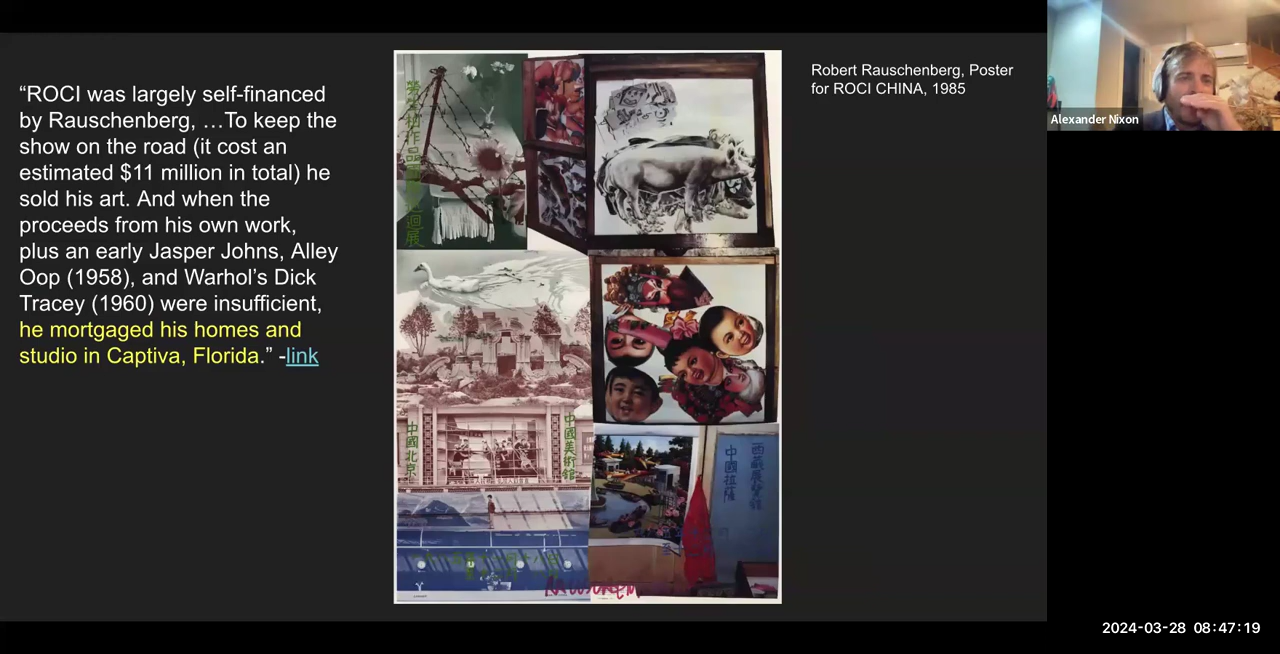 “ROCI was largely self-financed
by Rauschenberg, …To keep the
show on the road (it cost an
estimated $11 million in total) he
sold his art. And when the
proceeds from his own work,
plus an early Jasper Johns, Alley
Oop (1958), and Warhol’s Dick
Tracey (1960) were insufficient,
he mortgaged his homes and
studio in Captiva, Florida.” -link
中國北京
中國美術館
西藏展覽館
中國拉薩
Robert Rauschenberg, Poster
for ROCI CHINA, 1985
Alexander Nixon
2024-03-28 08:47:19